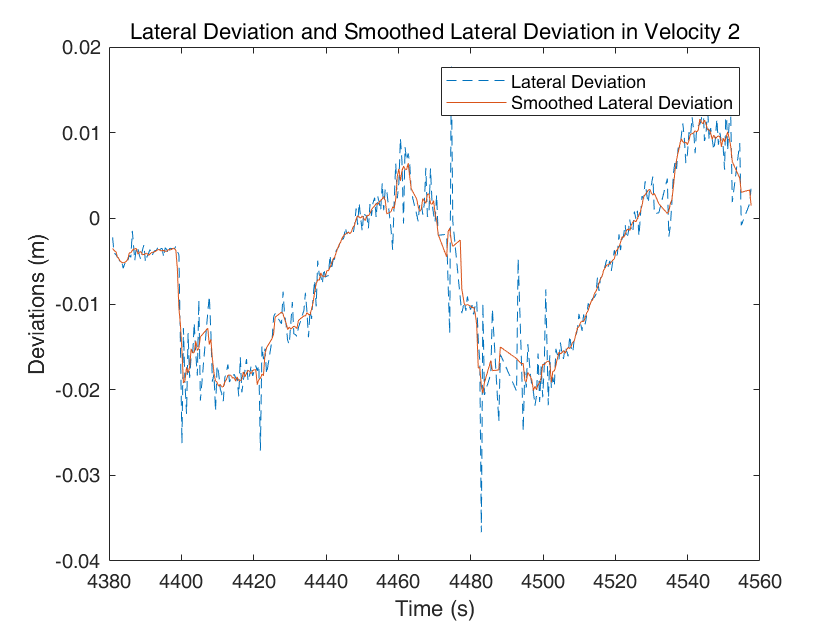 Lateral Deviation and Smoothed Lateral Deviation in Velocity 2
0.02
Lateral Deviation
Smoothed Lateral Deviation
0.01
0
-0.01
-0.02
-0.03
-0.04
Deviations (m)
4380 4400 4420 4440 4460 4480 4500 4520 4540 4560
Time (s)